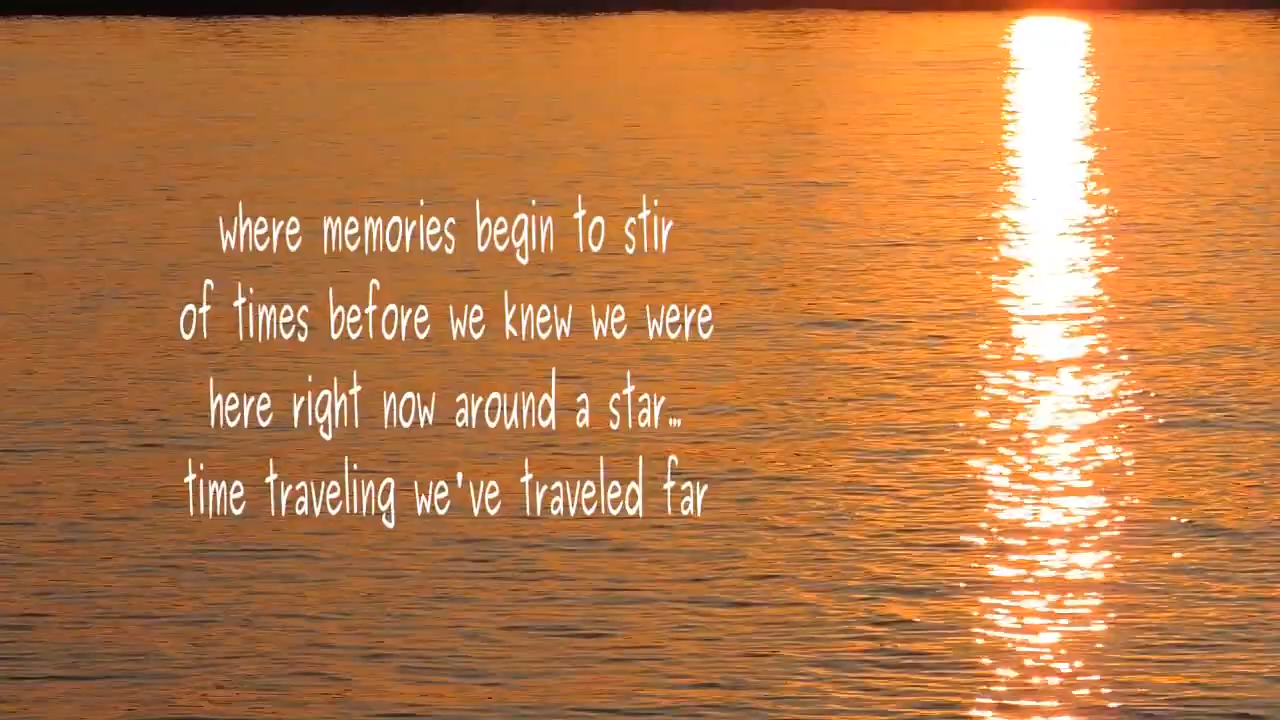 where memories begin to stir
of times before we knew we were
here right now around a star...
time traveling we've traveled far